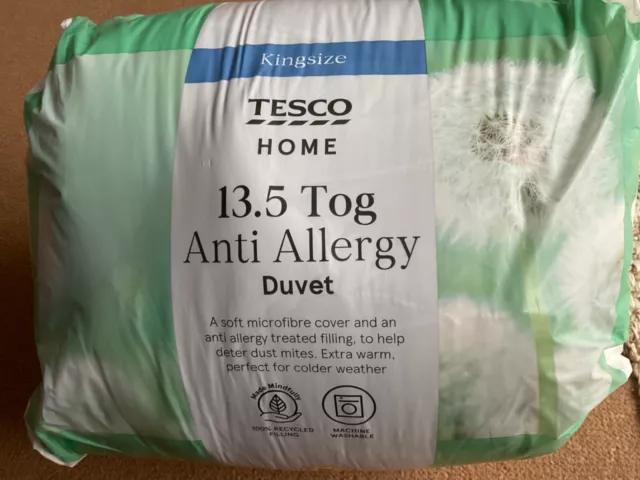 Kingsize
TESCO
HOME
13.5 Tog
Anti Allergy
Duvet
A soft microfibre cover and an
anti allergy treated filling, to help
deter dust mites. Extra warm,
perfect for colder weather
Made Mindfully
100% RECYCLED
FILLING
MACHINE
WASHABLE